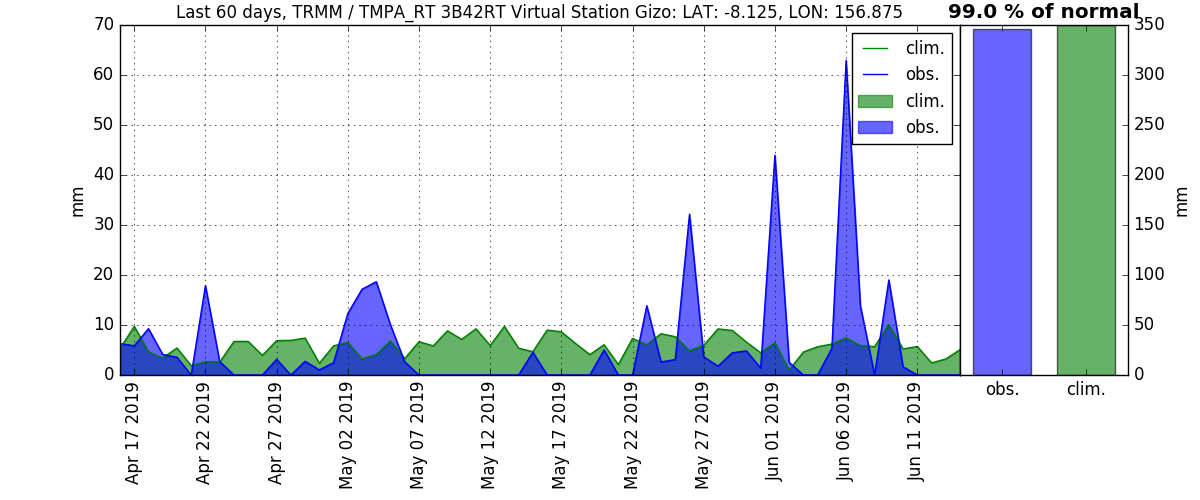 Last 60 days, TRMM / TMPA_RT 3B42RT Virtual Station Gizo: LAT: -8.125, LON: 156.875
99.0 % of normal
70
60
50
40
30
20
10
0
mm
clim.
obs.
clim.
obs.
350
300
250
200
150
100
50
0
mm
obs.
clim.
Apr 17 2019
Apr 22 2019
Apr 27 2019
May 02 2019
May 07 2019
May 12 2019
May 17 2019
May 22 2019
May 27 2019
Jun 01 2019
Jun 06 2019
Jun 11 2019